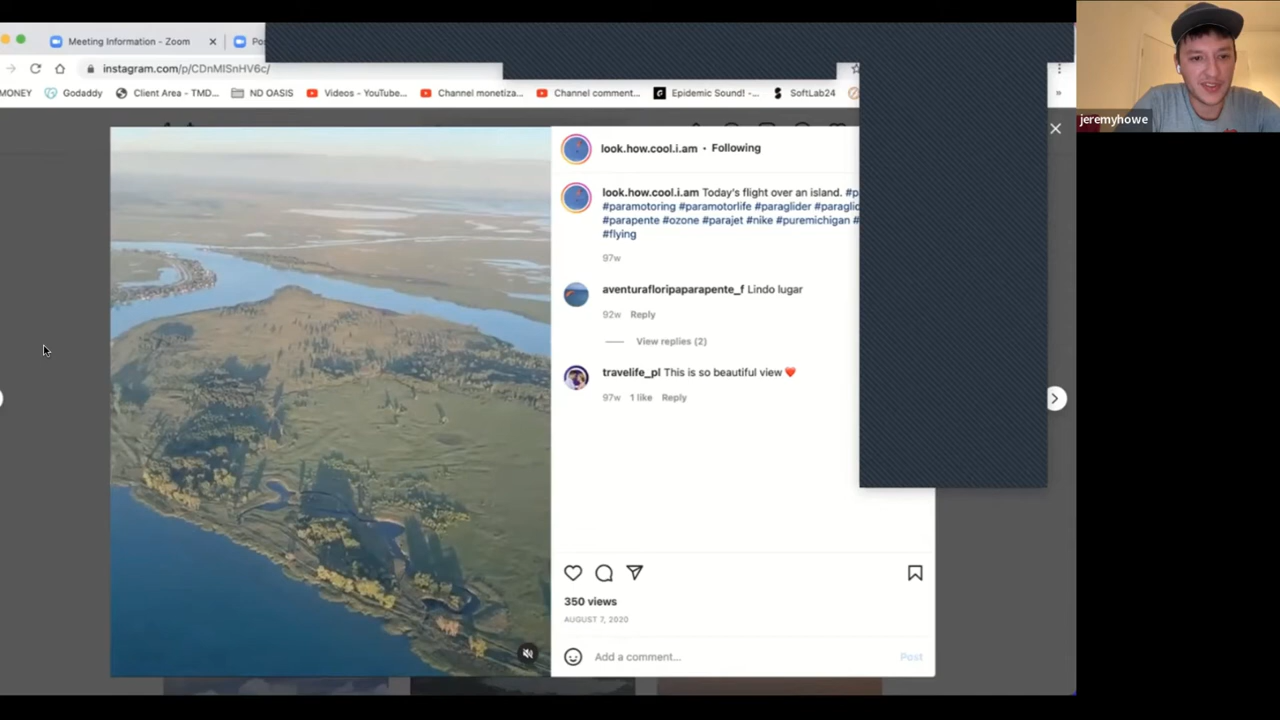 Meeting Information - Zoom
Po
instagram.com/p/CDnMISnHV6c/
MONEY Godaddy Client Area - TMD... ND OASIS Videos - YouTube... Channel monetiza... Channel comment... Epidemic Sound! -... SoftLab24 »
jeremyhowe
look.how.cool.i.am • Following
look.how.cool.i.am Today's flight over an island. #p
#paramotoring #paramotorlife #paraglider #paraglid
#parapente #ozone #parajet #nike #puremichigan #
#flying
97w
aventurafloripaparapente_f Lindo lugar
92w Reply
View replies (2)
travelife_pl This is so beautiful view ❤️
97w 1 like Reply
350 views
AUGUST 7, 2020
Add a comment... Post